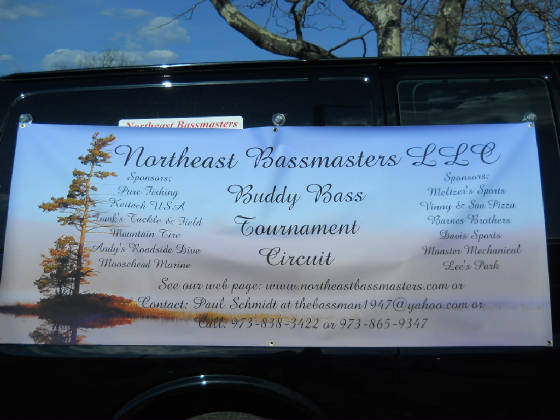 Northeast Bassmasters
Northeast Bassmasters LLC
Sponsors:
Pure Fishing
Keitech USA
Tackle & Field
Mountain Tire
Andy's Roadside Dive
Moosehead Marine
Buddy Bass
Tournament
Circuit
Sponsors:
Meltzer's Sports
Vinny & Son Pizza
Barnes Brothers
Davis Sports
Monster Mechanical
Lee's Park
See our web page: www.northeastbassmasters.com or
Contact: Paul Schmidt at thebassman1947@yahoo.com or
Call: 973-838-3422 or 973-865-9347